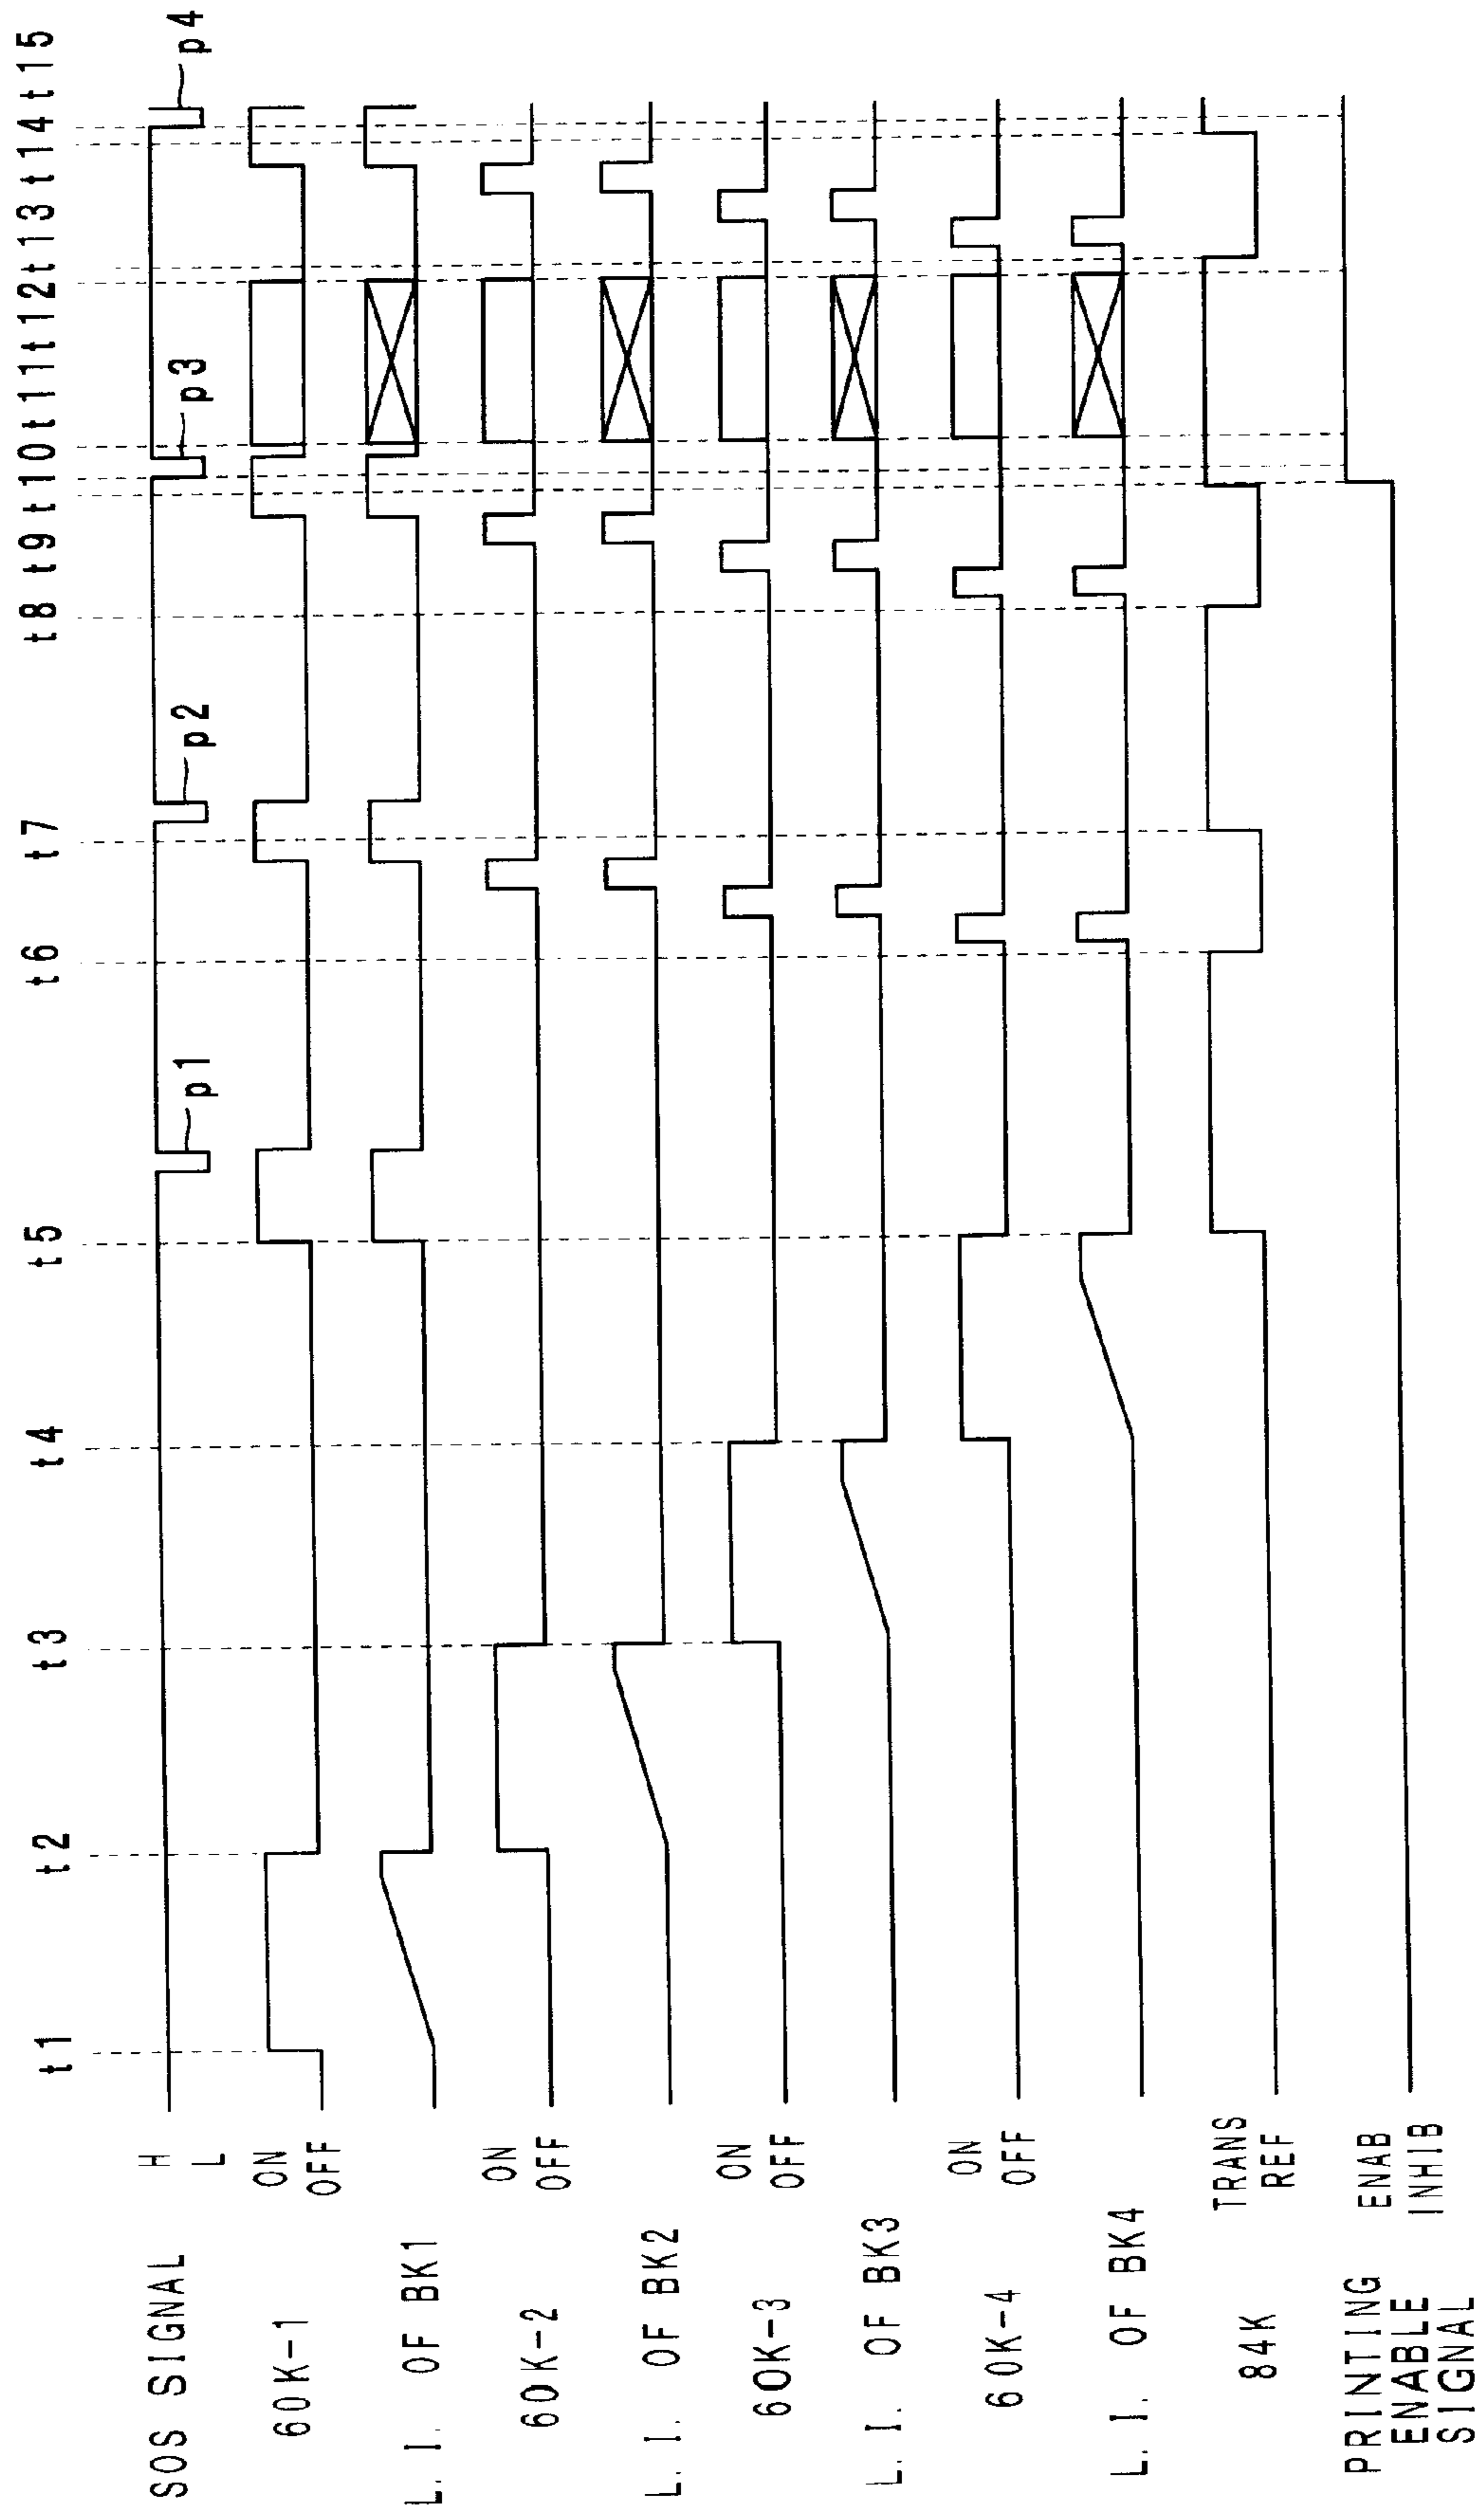 t1 t2 t3 t4 t5 t6 t7 t8 t9 t10 t11 t12 t13 t14 t15
SOS SIGNAL H
L
p1 p2 p3 p4
60K-1 ON
OFF
L. I. OF BK1
60K-2 ON
OFF
L. I. OF BK2
60K-3 ON
OFF
L. I. OF BK3
60K-4 ON
OFF
L. I. OF BK4
84K TRANS
REF
PRINTING ENAB
ENABLE INHIB
SIGNAL